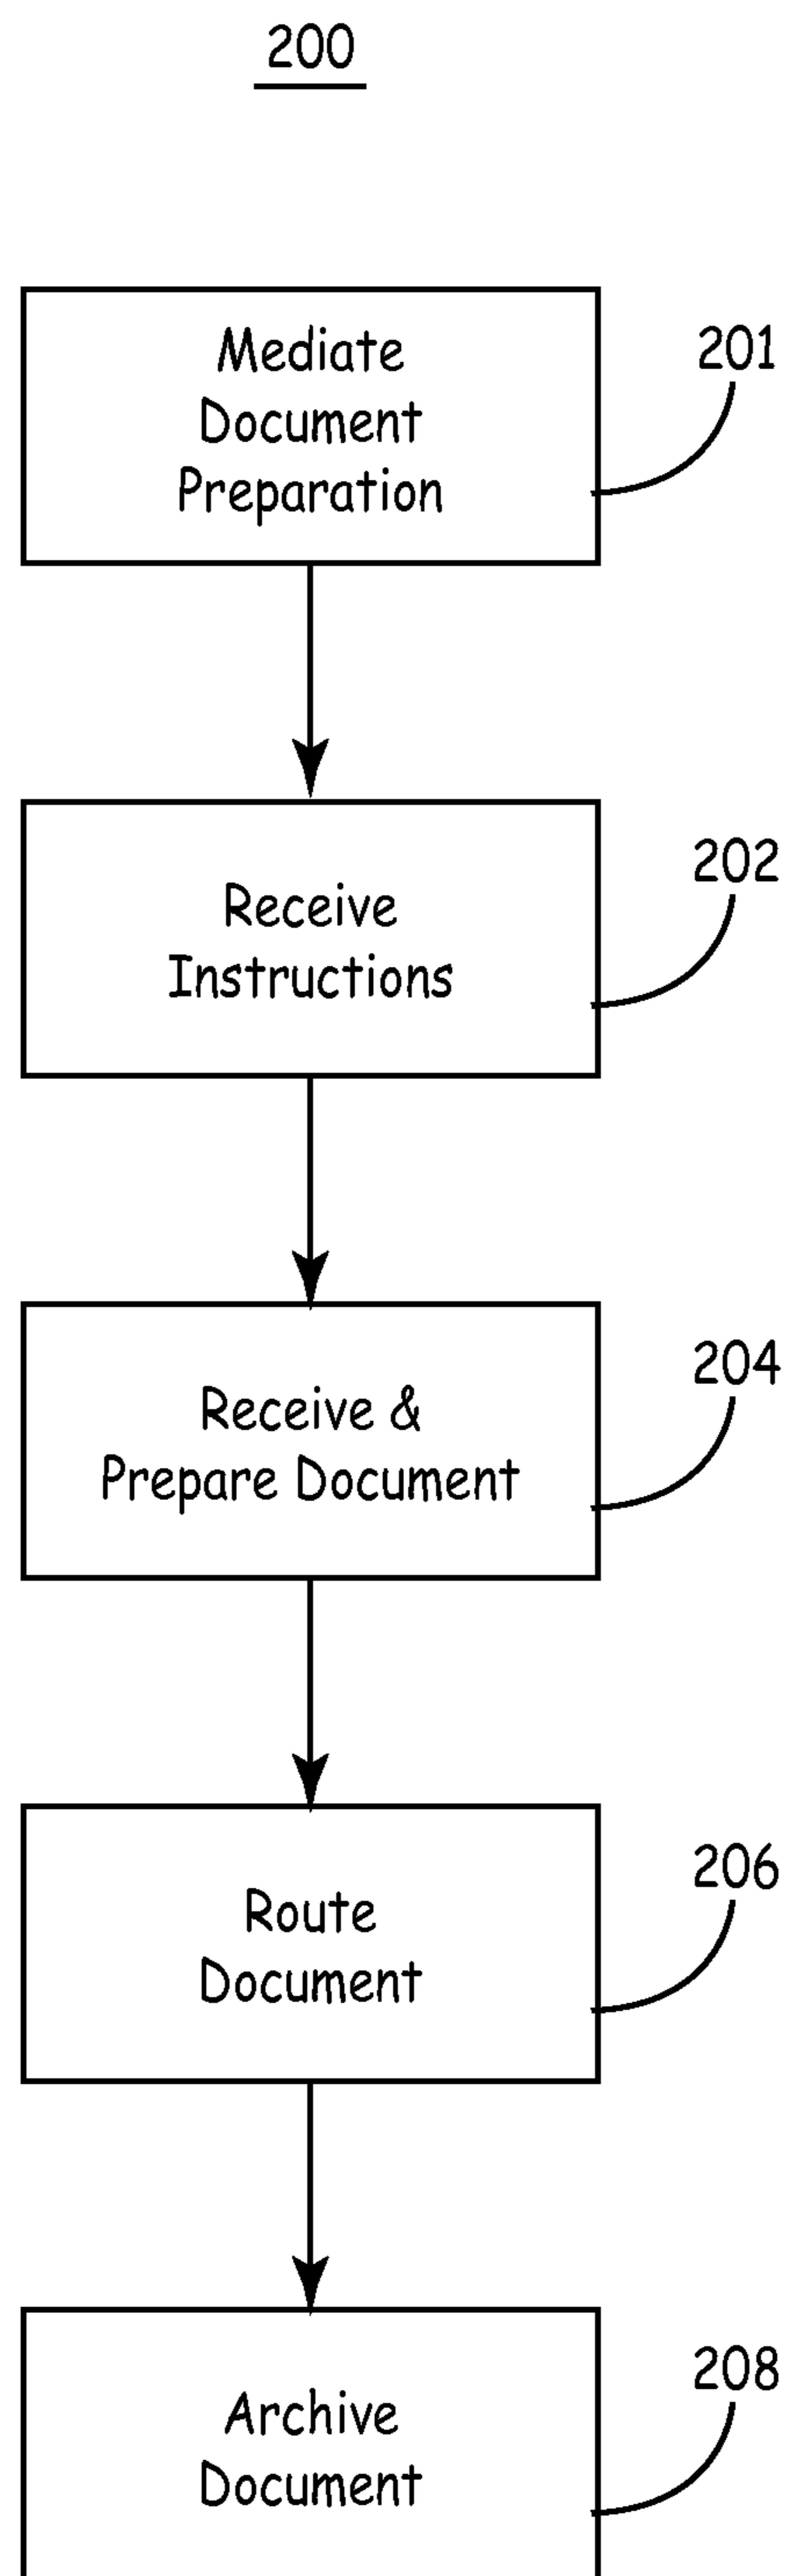 200
Mediate
Document
Preparation
201
Receive
Instructions
202
Receive &
Prepare Document
204
Route
Document
206
Archive
Document
208